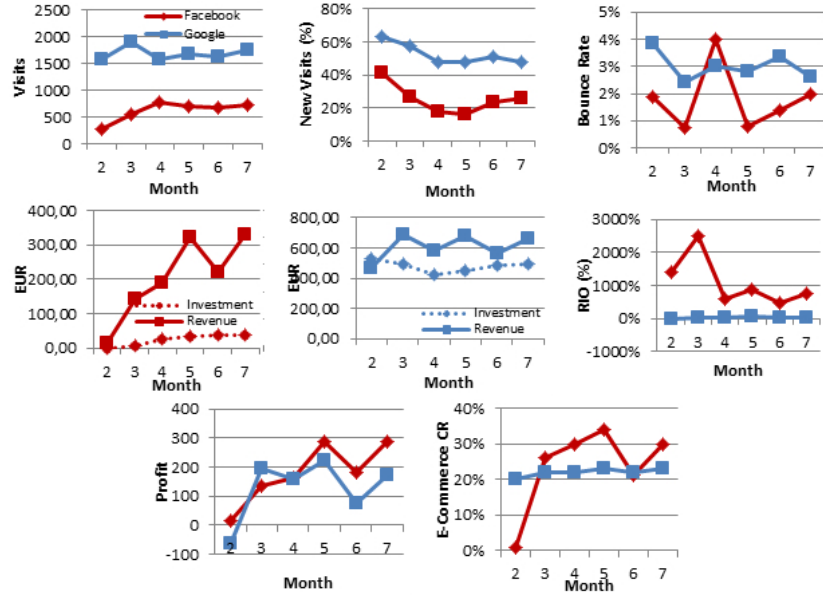 2500
2000
1500
1000
500
0
Visits
Facebook
Google
2 3 4 5 6 7
Month
80%
60%
40%
20%
0%
New Visits (%)
2 3 4 5 6 7
Month
5%
4%
3%
2%
1%
0%
Bounce Rate
2 3 4 5 6 7
Month
400,00
300,00
200,00
100,00
0,00
EUR
Investment
Revenue
2 3 4 5 6 7
Month
800,00
600,00
400,00
200,00
0,00
EUR
Investment
Revenue
2 3 4 5 6 7
Month
3000%
2000%
1000%
0%
-1000%
RIO (%)
2 3 4 5 6 7
Month
400
300
200
100
0
-100
Profit
2 3 4 5 6 7
Month
40%
30%
20%
10%
0%
E-Commerce CR
2 3 4 5 6 7
Month